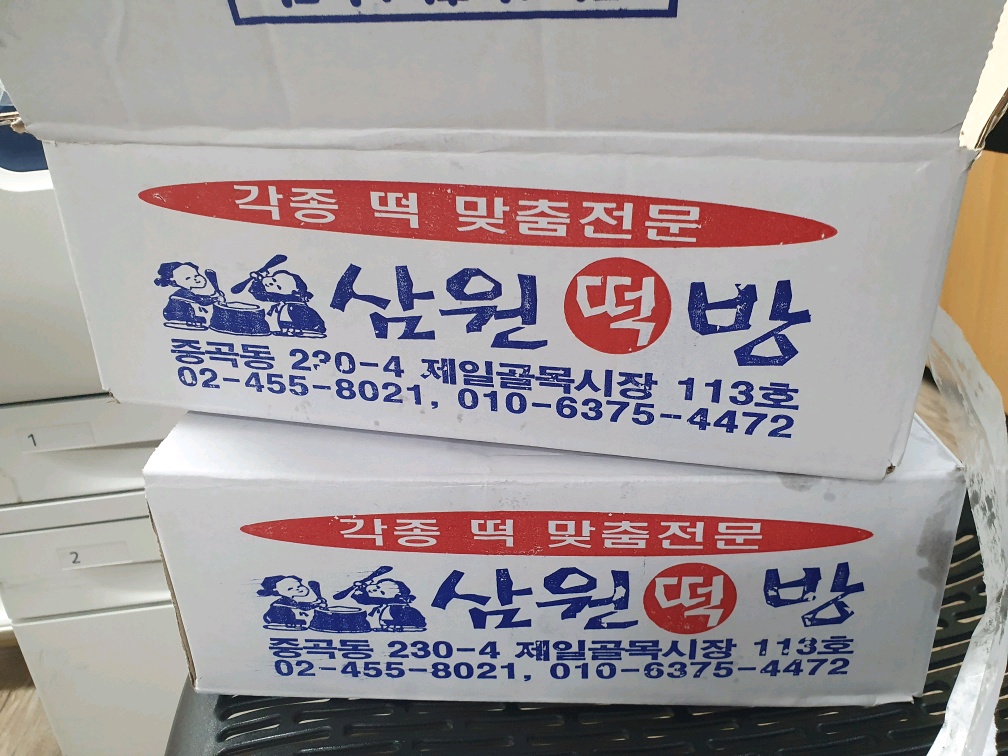 각종 떡 맞춤전문
삼원떡방
중곡동 230-4 제일골목시장 113호
02-455-8021, 010-6375-4472
1
각종 떡 맞춤전문
삼원떡방
중곡동 230-4 제일골목시장 113호
02-455-8021, 010-6375-4472
2